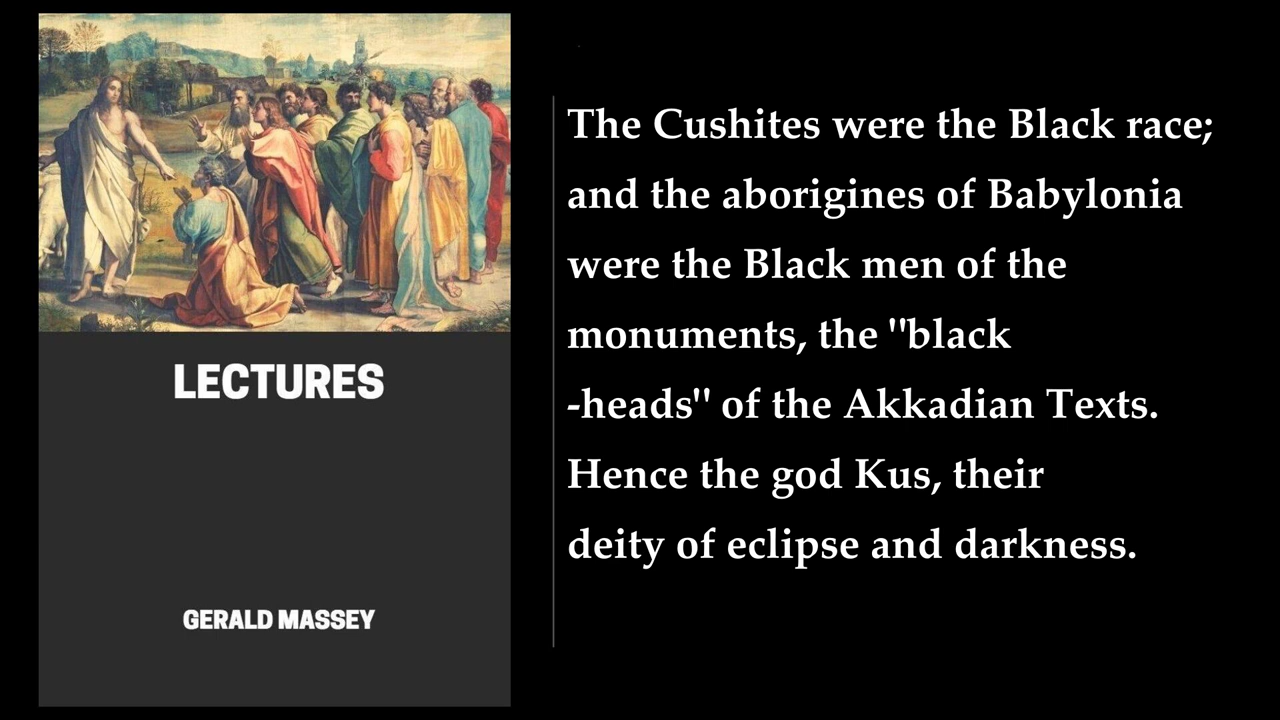 LECTURES
GERALD MASSEY
The Cushites were the Black race;
and the aborigines of Babylonia
were the Black men of the
monuments, the "black
-heads" of the Akkadian Texts.
Hence the god Kus, their
deity of eclipse and darkness.